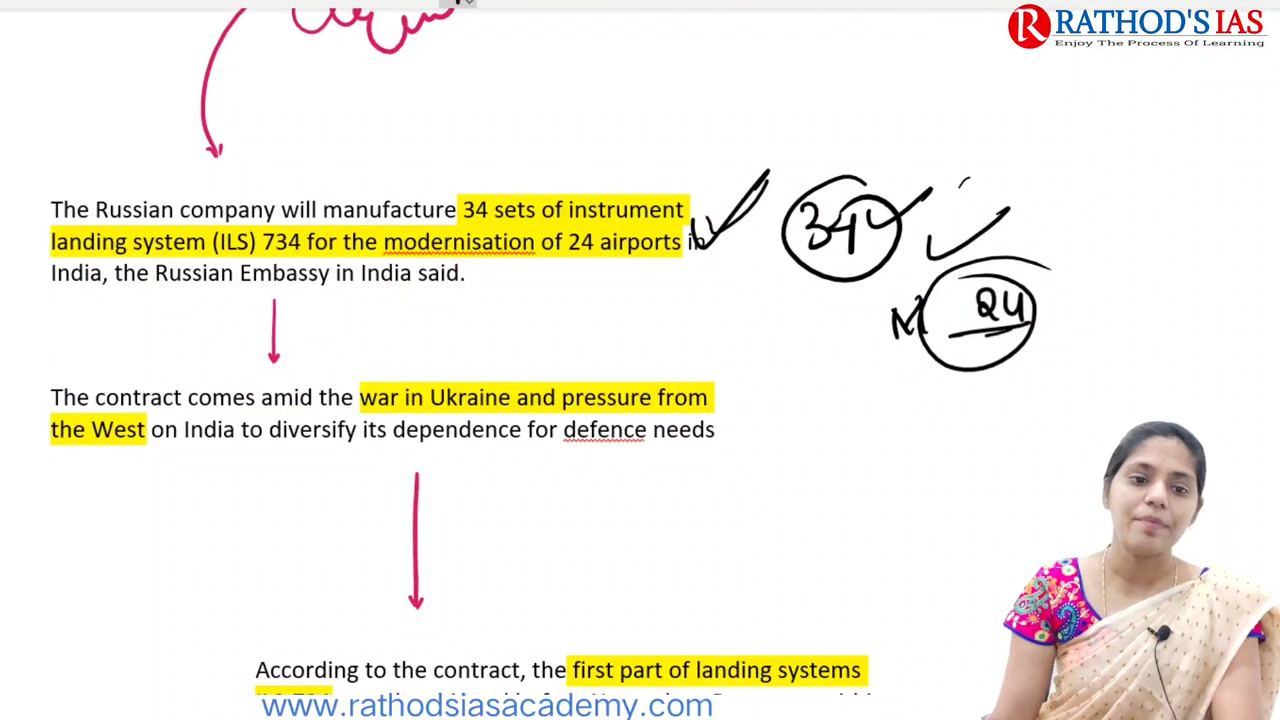 RATHOD'S IAS
Enjoy The Process Of Learning
The Russian company will manufacture 34 sets of instrument
landing system (ILS) 734 for the modernisation of 24 airports in
India, the Russian Embassy in India said.
34
24
The contract comes amid the war in Ukraine and pressure from
the West on India to diversify its dependence for defence needs
According to the contract, the first part of landing systems
www.rathodsiasacademy.com